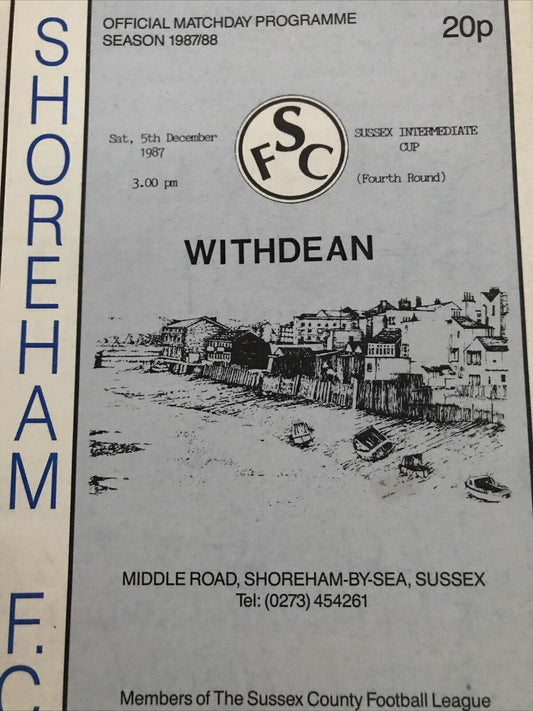 SHOREHAM F.C
OFFICIAL MATCHDAY PROGRAMME
SEASON 1987/88
20p
Sat, 5th December
1987
3.00 pm
SFC
SUSSEX INTERMEDIATE
CUP
(Fourth Round)
WITHDEAN
MIDDLE ROAD, SHOREHAM-BY-SEA, SUSSEX
Tel: (0273) 454261
Members of The Sussex County Football League